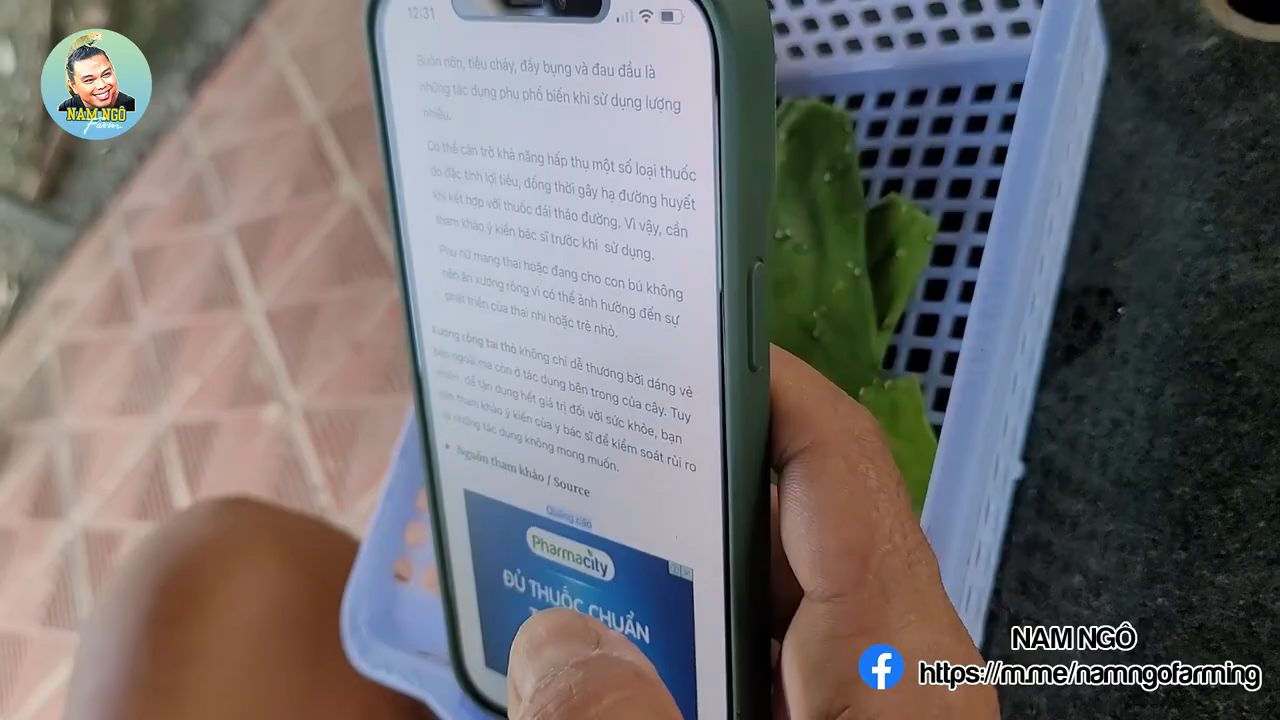 12:31
Buồn nôn, tiêu chảy, đầy bụng và đau đầu là
những tác dụng phụ phổ biến khi sử dụng lượng
nhiều.
Có thể cản trở khả năng hấp thụ một số loại thuốc
do đặc tính lợi tiểu, đồng thời gây hạ đường huyết
khi kết hợp với thuốc đái tháo đường. Vì vậy, cần
tham khảo ý kiến bác sĩ trước khi sử dụng.
Phụ nữ mang thai hoặc đang cho con bú không
nên ăn xương rồng vì có thể ảnh hưởng đến sự
phát triển của thai nhi hoặc trẻ nhỏ.
Xương rồng tai thỏ không chỉ dễ thương bởi dáng vẻ
bên ngoài mà còn ở tác dụng bên trong của cây. Tuy
nhiên, để tận dụng hết giá trị đối với sức khỏe, bạn
nên tham khảo ý kiến của y bác sĩ để kiểm soát rủi ro
và những tác dụng không mong muốn.
Nguồn tham khảo / Source
Quảng cáo
Pharmacity
ĐỦ THUỐC CHUẨN
NAM NGÔ
Farm
NAM NGÔ
https://m.me/namngofarming